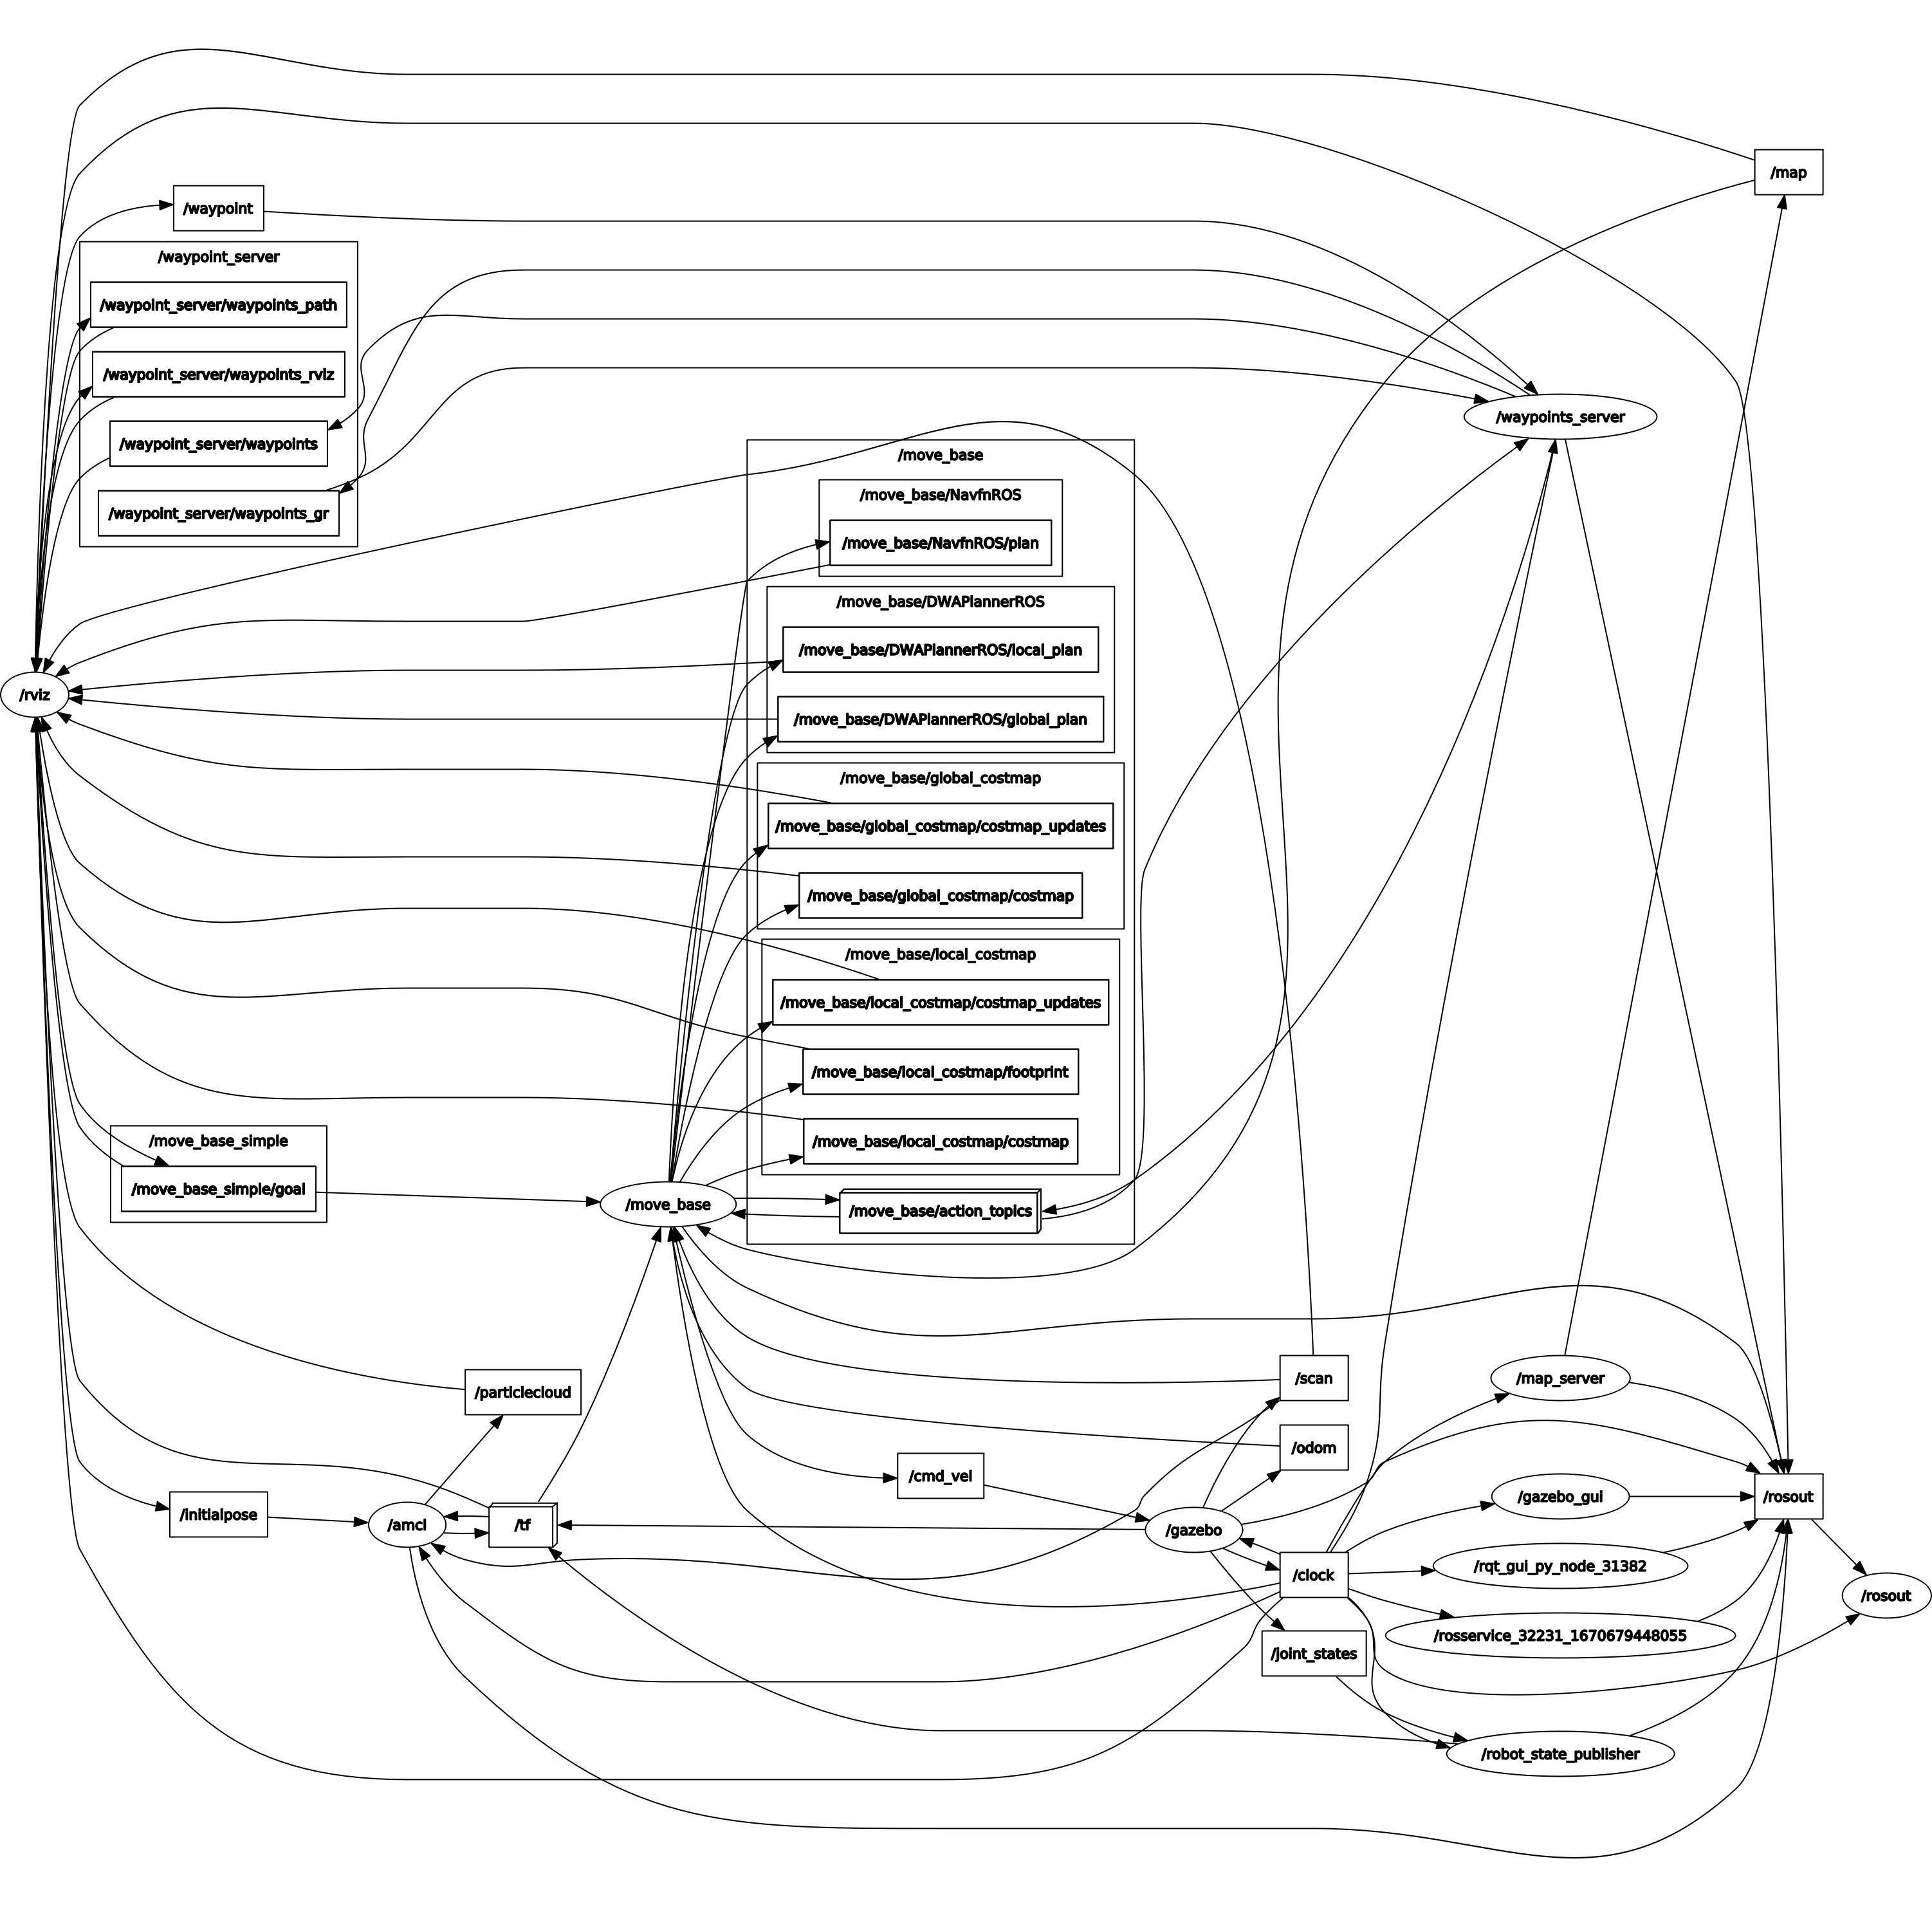 /map
/waypoint
/waypoint_server
/waypoint_server/waypoints_path
/waypoint_server/waypoints_rviz
/waypoint_server/waypoints
/waypoint_server/waypoints_gr
/waypoints_server
/move_base
/move_base/NavfnROS
/move_base/NavfnROS/plan
/move_base/DWAPlannerROS
/move_base/DWAPlannerROS/local_plan
/move_base/DWAPlannerROS/global_plan
/rviz
/move_base/global_costmap
/move_base/global_costmap/costmap_updates
/move_base/global_costmap/costmap
/move_base/local_costmap
/move_base/local_costmap/costmap_updates
/move_base/local_costmap/footprint
/move_base/local_costmap/costmap
/move_base_simple
/move_base_simple/goal
/move_base
/move_base/action_topics
/particlecloud
/scan
/map_server
/odom
/cmd_vel
/initialpose
/amcl
/tf
/gazebo
/gazebo_gui
/rosout
/clock
/rqt_gui_py_node_31382
/rosout
/rosservice_32231_1670679448055
/joint_states
/robot_state_publisher